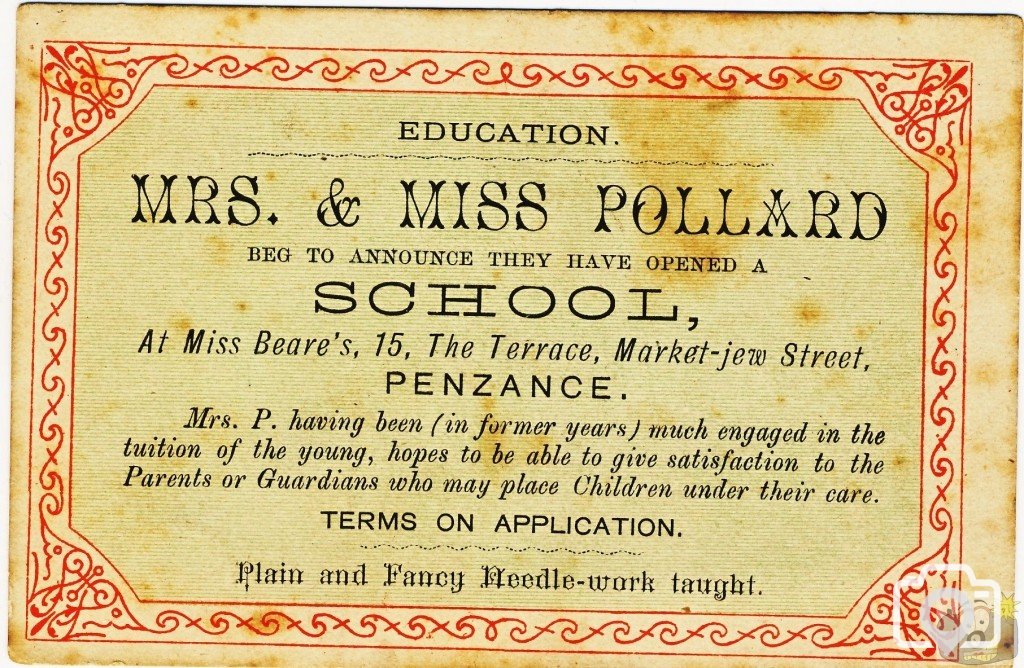 EDUCATION.
MRS. & MISS POLLARD
BEG TO ANNOUNCE THEY HAVE OPENED A
SCHOOL,
At Miss Beare's, 15, The Terrace, Market-jew Street,
PENZANCE.
Mrs. P. having been (in former years) much engaged in the
tuition of the young, hopes to be able to give satisfaction to the
Parents or Guardians who may place Children under their care.
TERMS ON APPLICATION.
Plain and Fancy Needle-work taught.